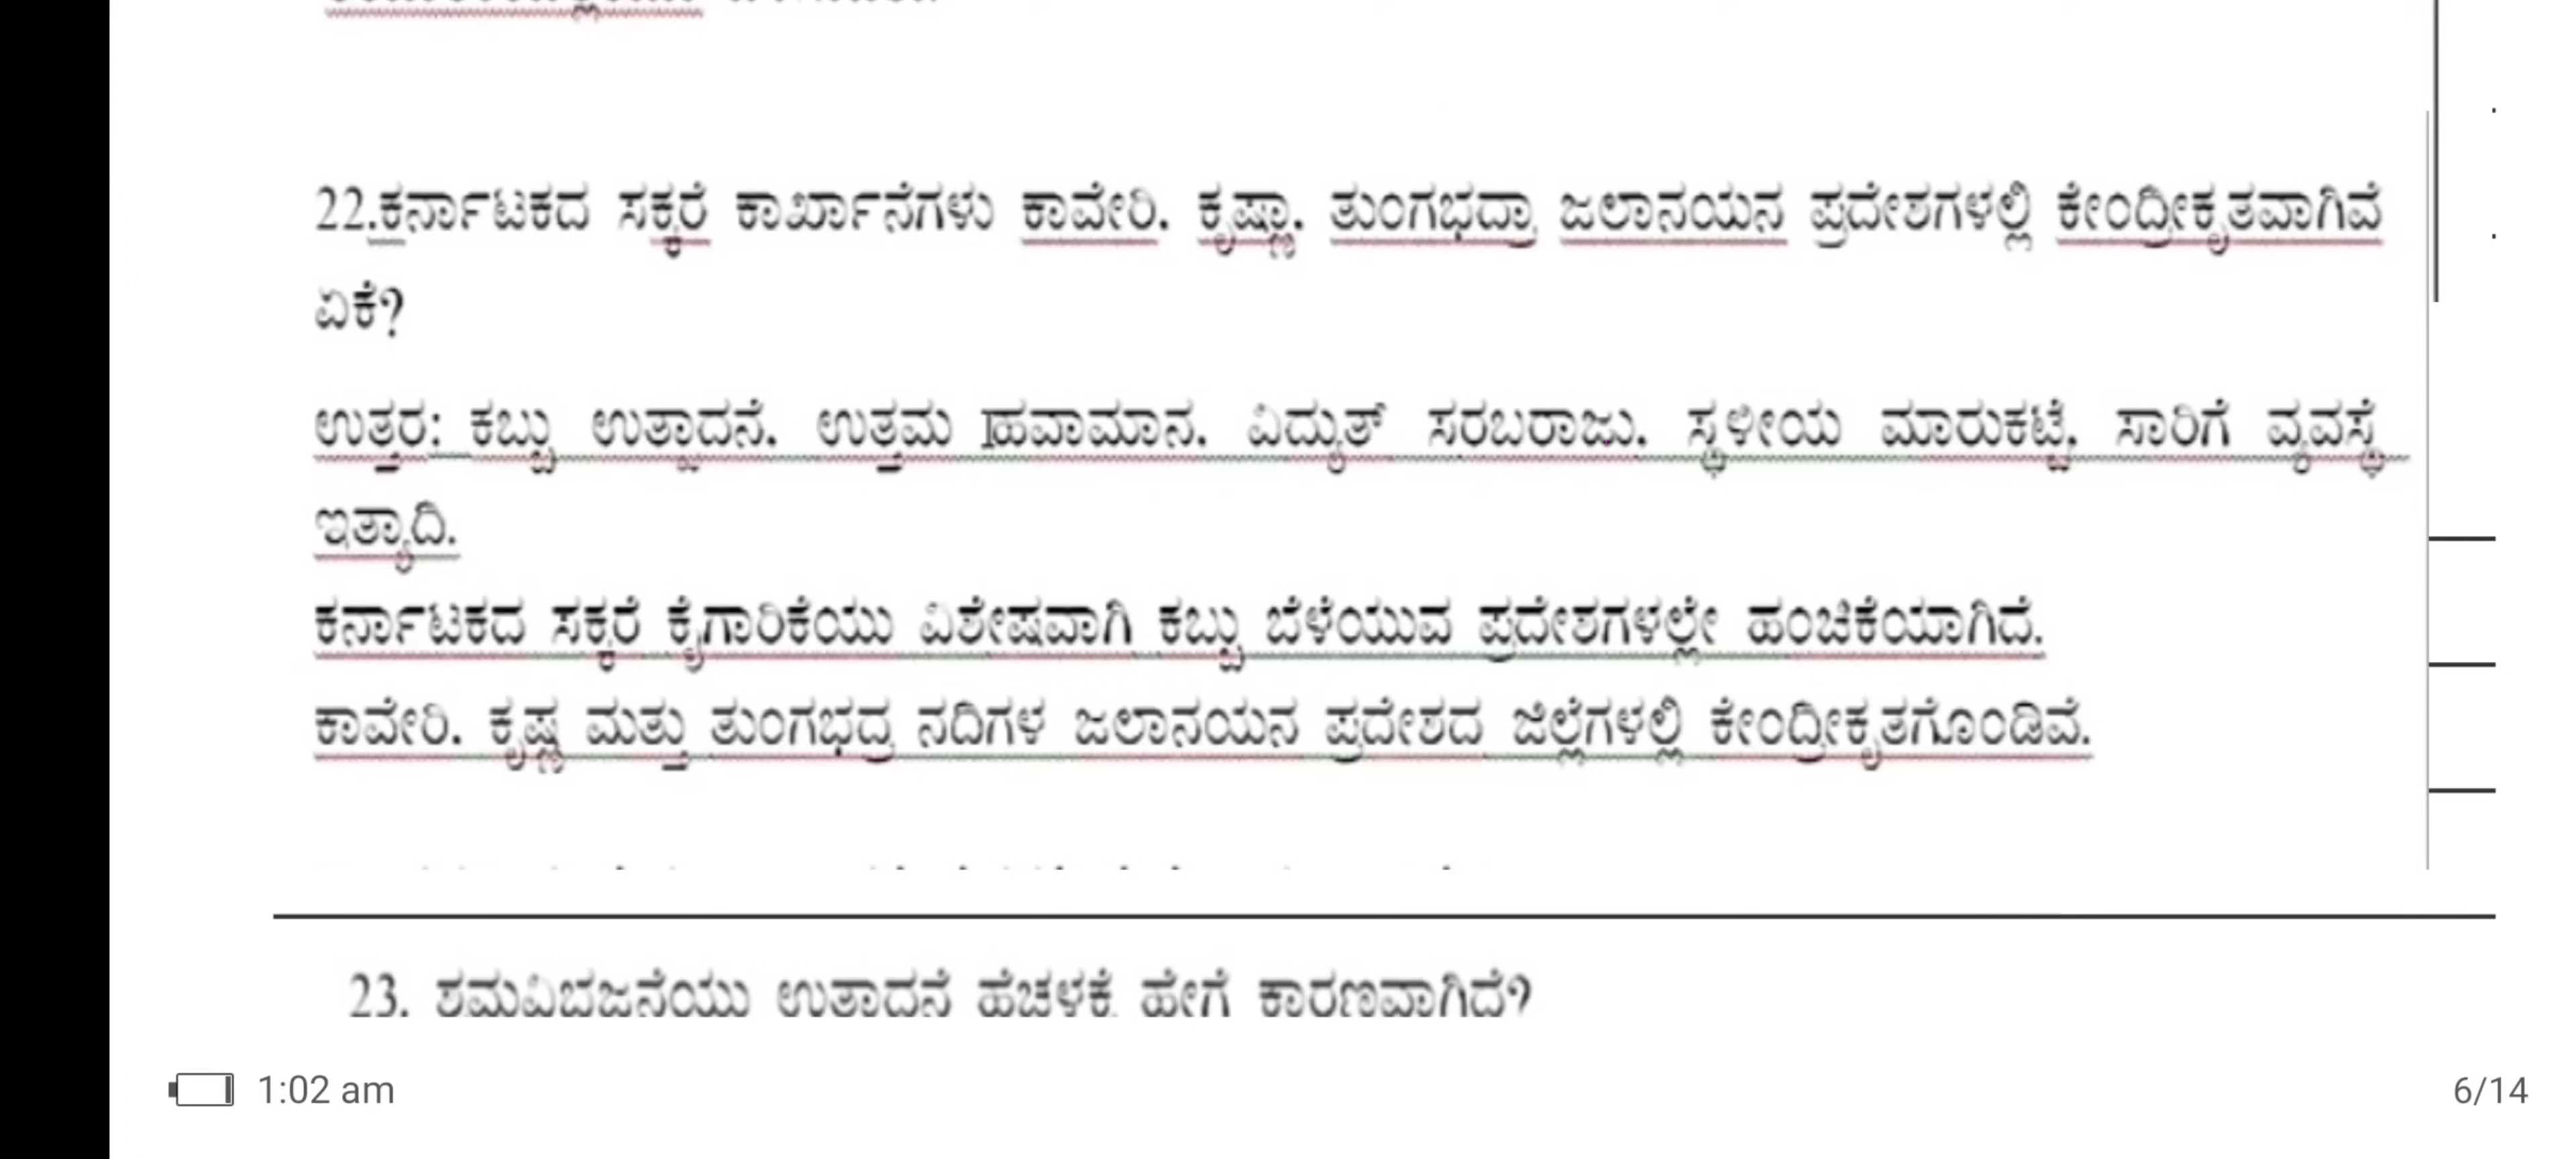 22.ಕರ್ನಾಟಕದ ಸಕ್ಕರೆ ಕಾರ್ಖಾನೆಗಳು ಕಾವೇರಿ. ಕೃಷ್ಣಾ. ತುಂಗಭದ್ರಾ ಜಲಾನಯನ ಪ್ರದೇಶಗಳಲ್ಲಿ ಕೇಂದ್ರೀಕೃತವಾಗಿವೆ
ಏಕೆ?
ಉತ್ತರ: ಕಬ್ಬು ಉತ್ಪಾದನೆ. ಉತ್ತಮ ಹವಾಮಾನ. ವಿದ್ಯುತ್ ಸರಬರಾಜು. ಸ್ಥಳೀಯ ಮಾರುಕಟ್ಟೆ. ಸಾರಿಗೆ ವ್ಯವಸ್ಥೆ
ಇತ್ಯಾದಿ.
ಕರ್ನಾಟಕದ ಸಕ್ಕರೆ ಕೈಗಾರಿಕೆಯು ವಿಶೇಷವಾಗಿ ಕಬ್ಬು ಬೆಳೆಯುವ ಪ್ರದೇಶಗಳಲ್ಲೇ ಹಂಚಿಕೆಯಾಗಿದೆ.
ಕಾವೇರಿ. ಕೃಷ್ಣ ಮತ್ತು ತುಂಗಭದ್ರ ನದಿಗಳ ಜಲಾನಯನ ಪ್ರದೇಶದ ಜಿಲ್ಲೆಗಳಲ್ಲಿ ಕೇಂದ್ರೀಕೃತಗೊಂಡಿವೆ.
23. ಶ್ರಮವಿಭಜನೆಯು ಉತ್ಪಾದನೆ ಹೆಚ್ಚಳಕ್ಕೆ ಹೇಗೆ ಕಾರಣವಾಗಿದೆ?
1:02 am
6/14